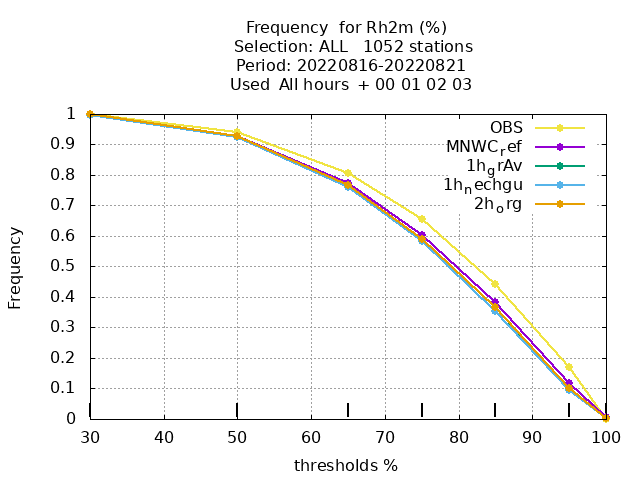 Frequency for Rh2m (%)
Selection: ALL 1052 stations
Period: 20220816-20220821
Used All hours + 00 01 02 03
OBS
MNWC_ref
1h_grAv
1h_nechgu
2h_org
1
0.9
0.8
0.7
0.6
0.5
0.4
0.3
0.2
0.1
0
Frequency
30 40 50 60 70 80 90 100
thresholds %